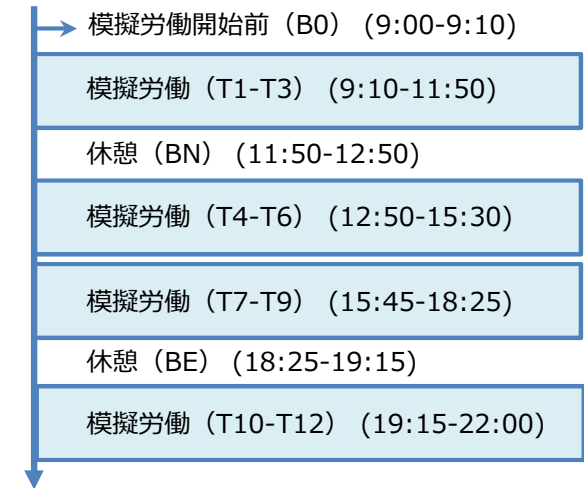 模擬労働開始前（B0） (9:00-9:10)
模擬労働（T1-T3） (9:10-11:50)
休憩（BN） (11:50-12:50)
模擬労働（T4-T6） (12:50-15:30)
模擬労働（T7-T9） (15:45-18:25)
休憩（BE） (18:25-19:15)
模擬労働（T10-T12） (19:15-22:00)